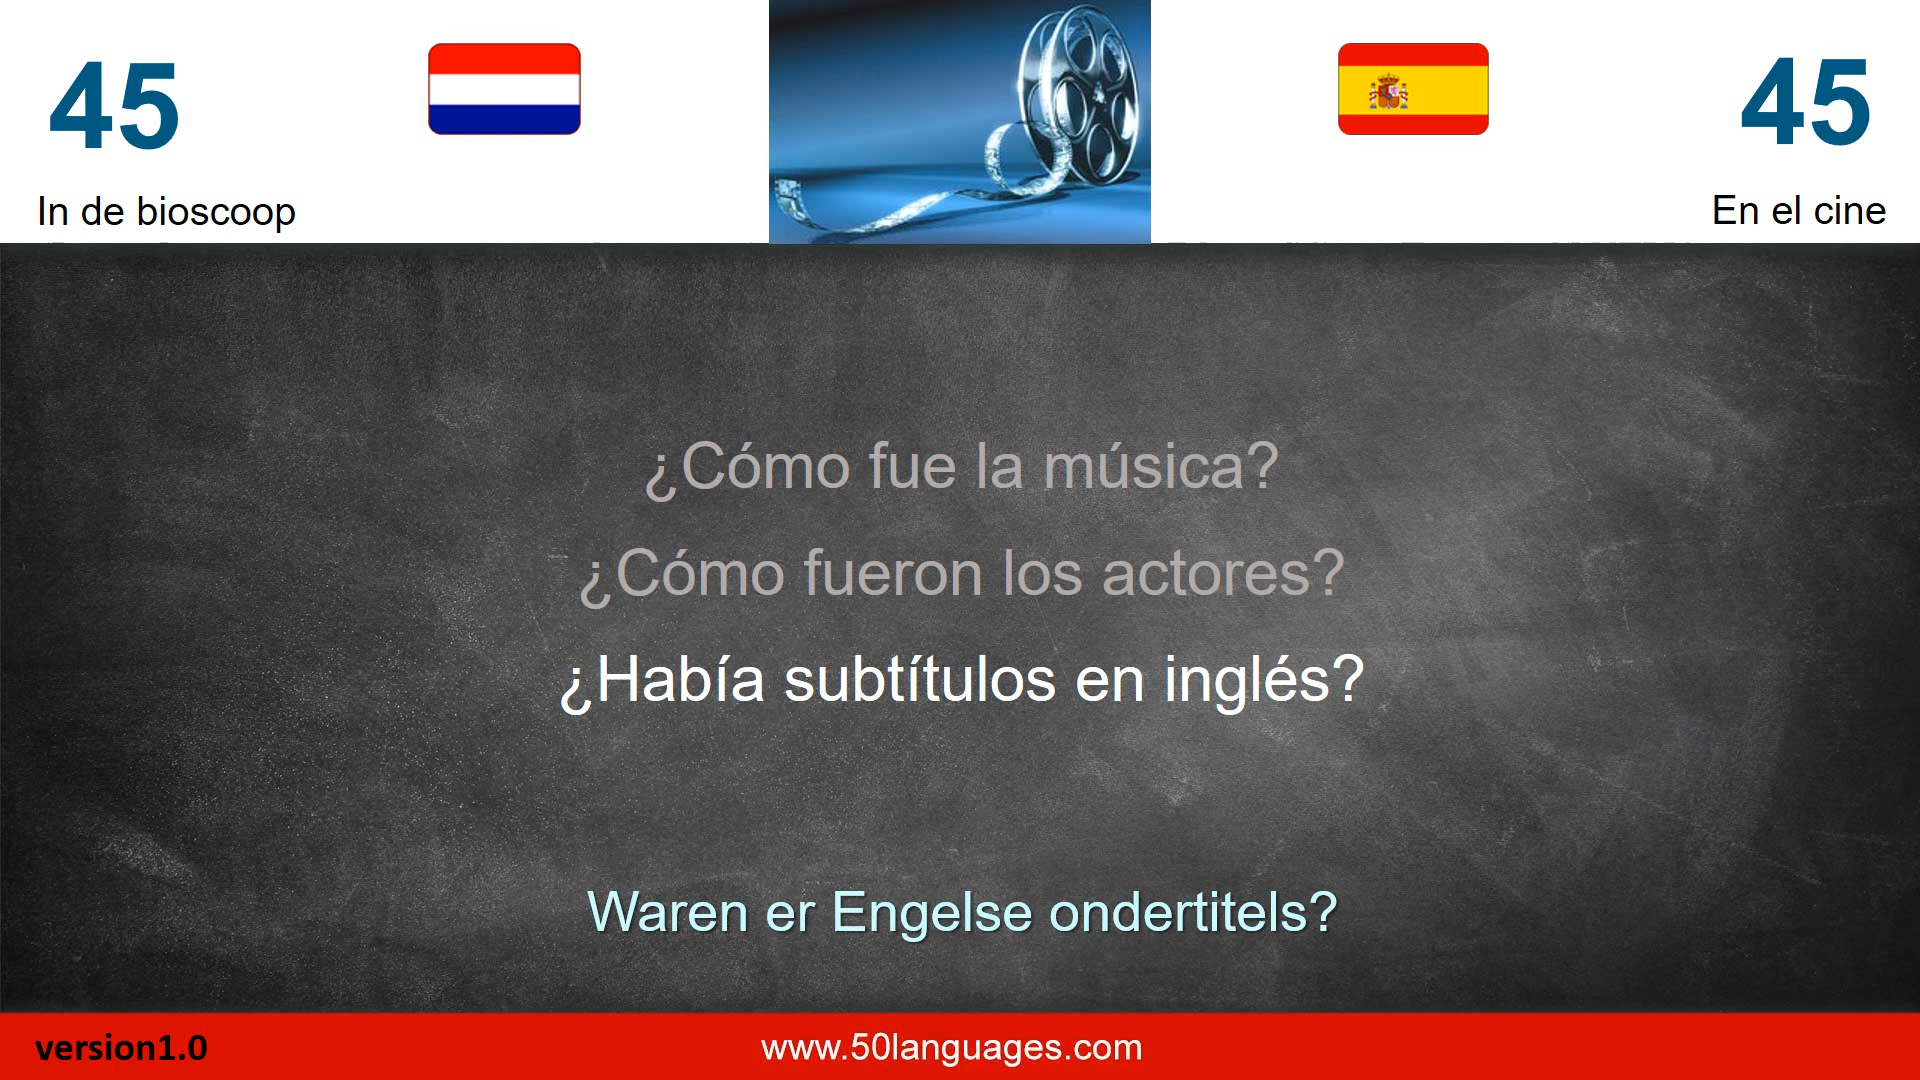 45
45
In de bioscoop
En el cine
¿Cómo fue la música?
¿Cómo fueron los actores?
¿Había subtítulos en inglés?
Waren er Engelse ondertitels?
version1.0
www.50languages.com